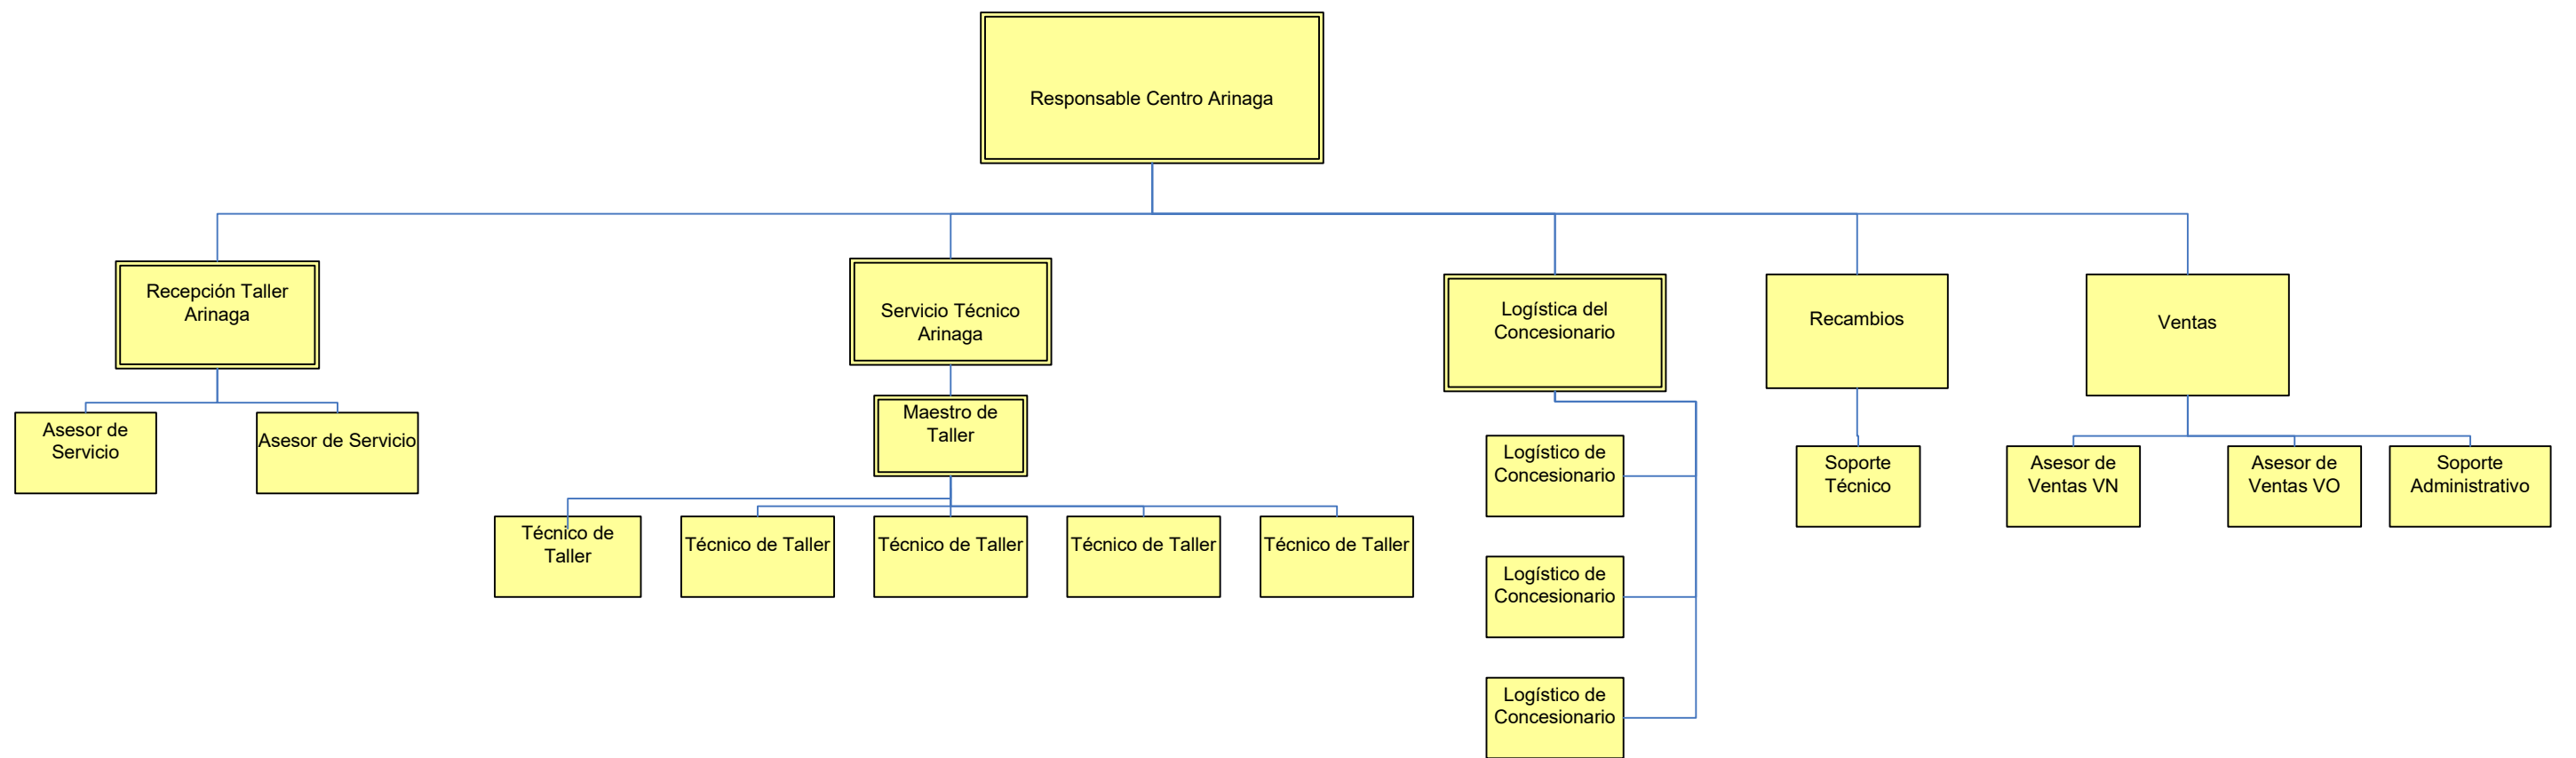 Responsable Centro Arinaga
Recepción Taller
Arinaga
Servicio Técnico
Arinaga
Logística del
Concesionario
Recambios
Ventas
Asesor de
Servicio
Asesor de Servicio
Maestro de
Taller
Técnico de
Taller
Técnico de Taller
Técnico de Taller
Técnico de Taller
Técnico de Taller
Logístico de
Concesionario
Logístico de
Concesionario
Logístico de
Concesionario
Soporte
Técnico
Asesor de
Ventas VN
Asesor de
Ventas VO
Soporte
Administrativo